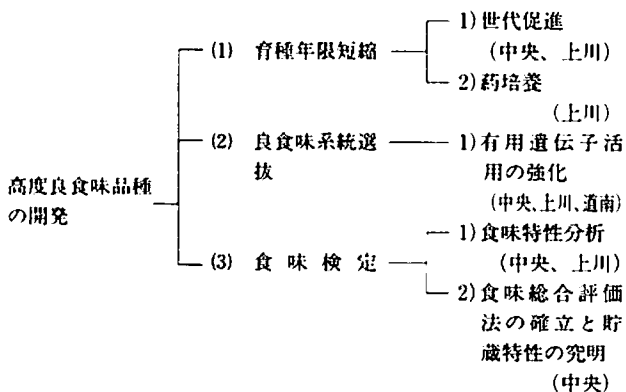 高度良食味品種
の開発
(1) 育種年限短縮
1)世代促進
(中央、上川)
2)葯培養
(上川)
(2) 良食味系統選
抜
1)有用遺伝子活
用の強化
(中央、上川、道南)
(3) 食味検定
1)食味特性分析
(中央、上川)
2)食味総合評価
法の確立と貯
蔵特性の究明
(中央)